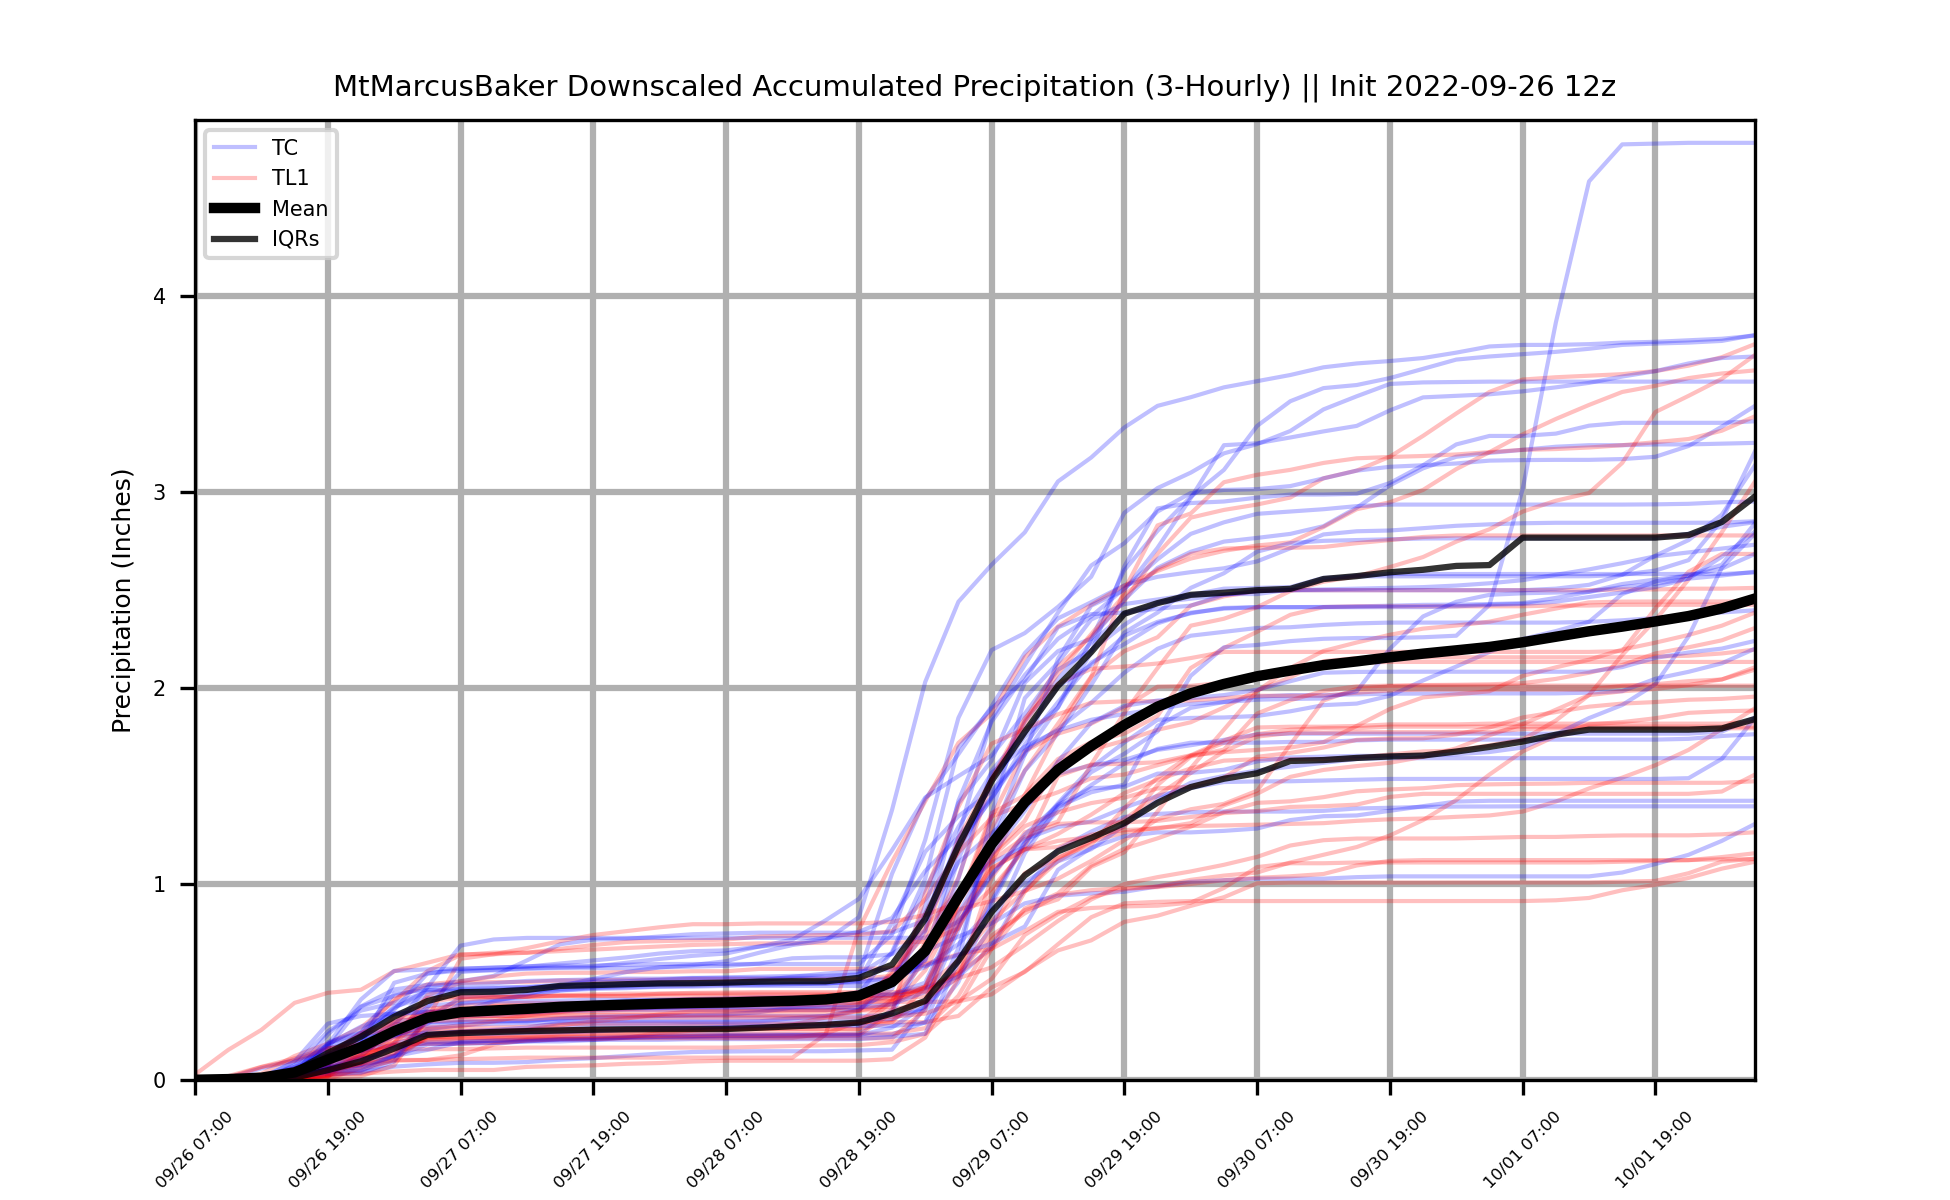 MtMarcusBaker Downscaled Accumulated Precipitation (3-Hourly) || Init 2022-09-26 12z
TC
TL1
Mean
IQRs
Precipitation (Inches)
4
3
2
1
0
09/26 07:00
09/26 19:00
09/27 07:00
09/27 19:00
09/28 07:00
09/28 19:00
09/29 07:00
09/29 19:00
09/30 07:00
09/30 19:00
10/01 07:00
10/01 19:00